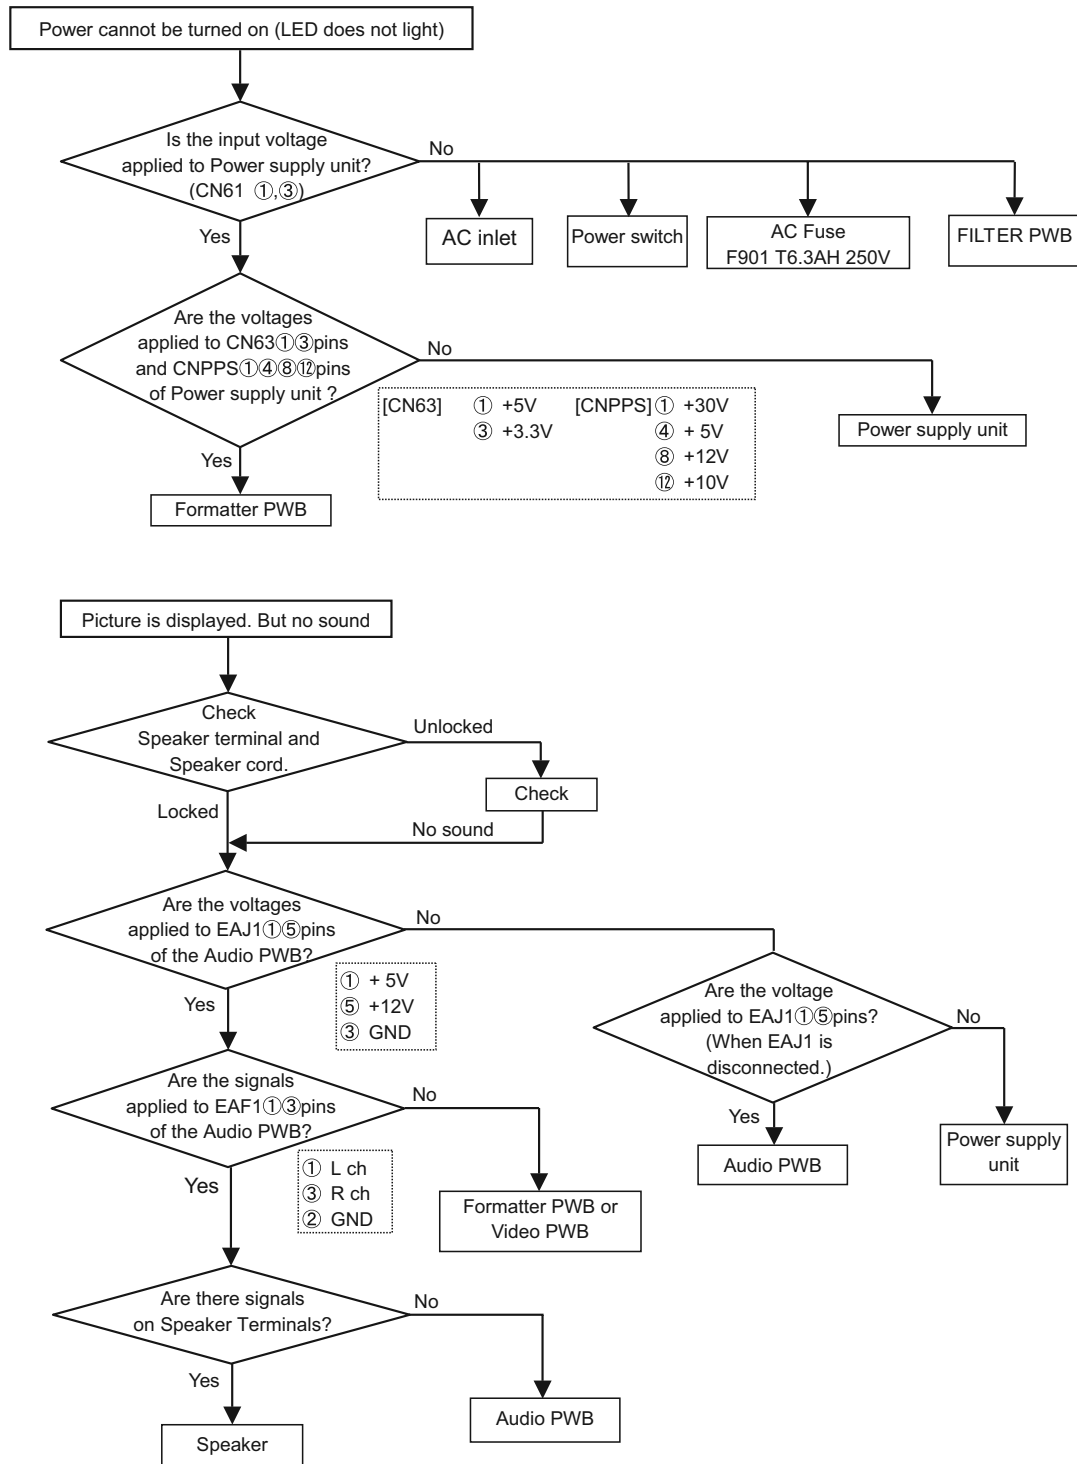 Power cannot be turned on (LED does not light)
Is the input voltage
applied to Power supply unit?
(CN61 ①,③)
No
Yes
AC inlet
Power switch
AC Fuse
F901 T6.3AH 250V
FILTER PWB
Are the voltages
applied to CN63①③pins
and CNPPS①④⑧⑫pins
of Power supply unit ?
No
Yes
[CN63] ① +5V [CNPPS] ① +30V
③ +3.3V ④ + 5V
⑧ +12V
⑫ +10V
Power supply unit
Formatter PWB
Picture is displayed. But no sound
Check
Speaker terminal and
Speaker cord.
Unlocked
Check
Locked
No sound
Are the voltages
applied to EAJ1①⑤pins
of the Audio PWB?
No
Yes
① + 5V
⑤ +12V
③ GND
Are the voltage
applied to EAJ1①⑤pins?
(When EAJ1 is
disconnected.)
No
Yes
Audio PWB
Power supply
unit
Are the signals
applied to EAF1①③pins
of the Audio PWB?
No
Yes
① L ch
③ R ch
② GND
Formatter PWB or
Video PWB
Are there signals
on Speaker Terminals?
No
Yes
Audio PWB
Speaker